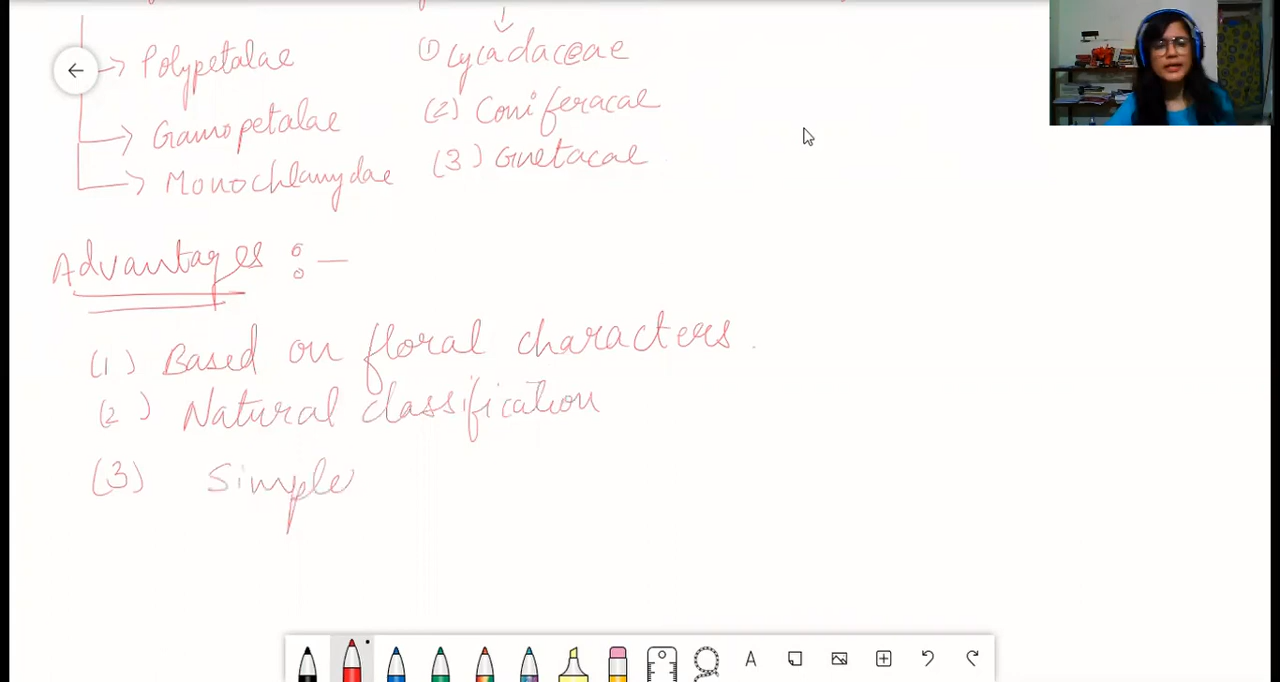 Polypetalae
Gamopetalae
Monochlamydae
(1) Cycadaceae
(2) Coniferacae
(3) Gnetacae
Advantages :-
(1) Based on floral characters.
(2) Natural classification
(3) Simple
A